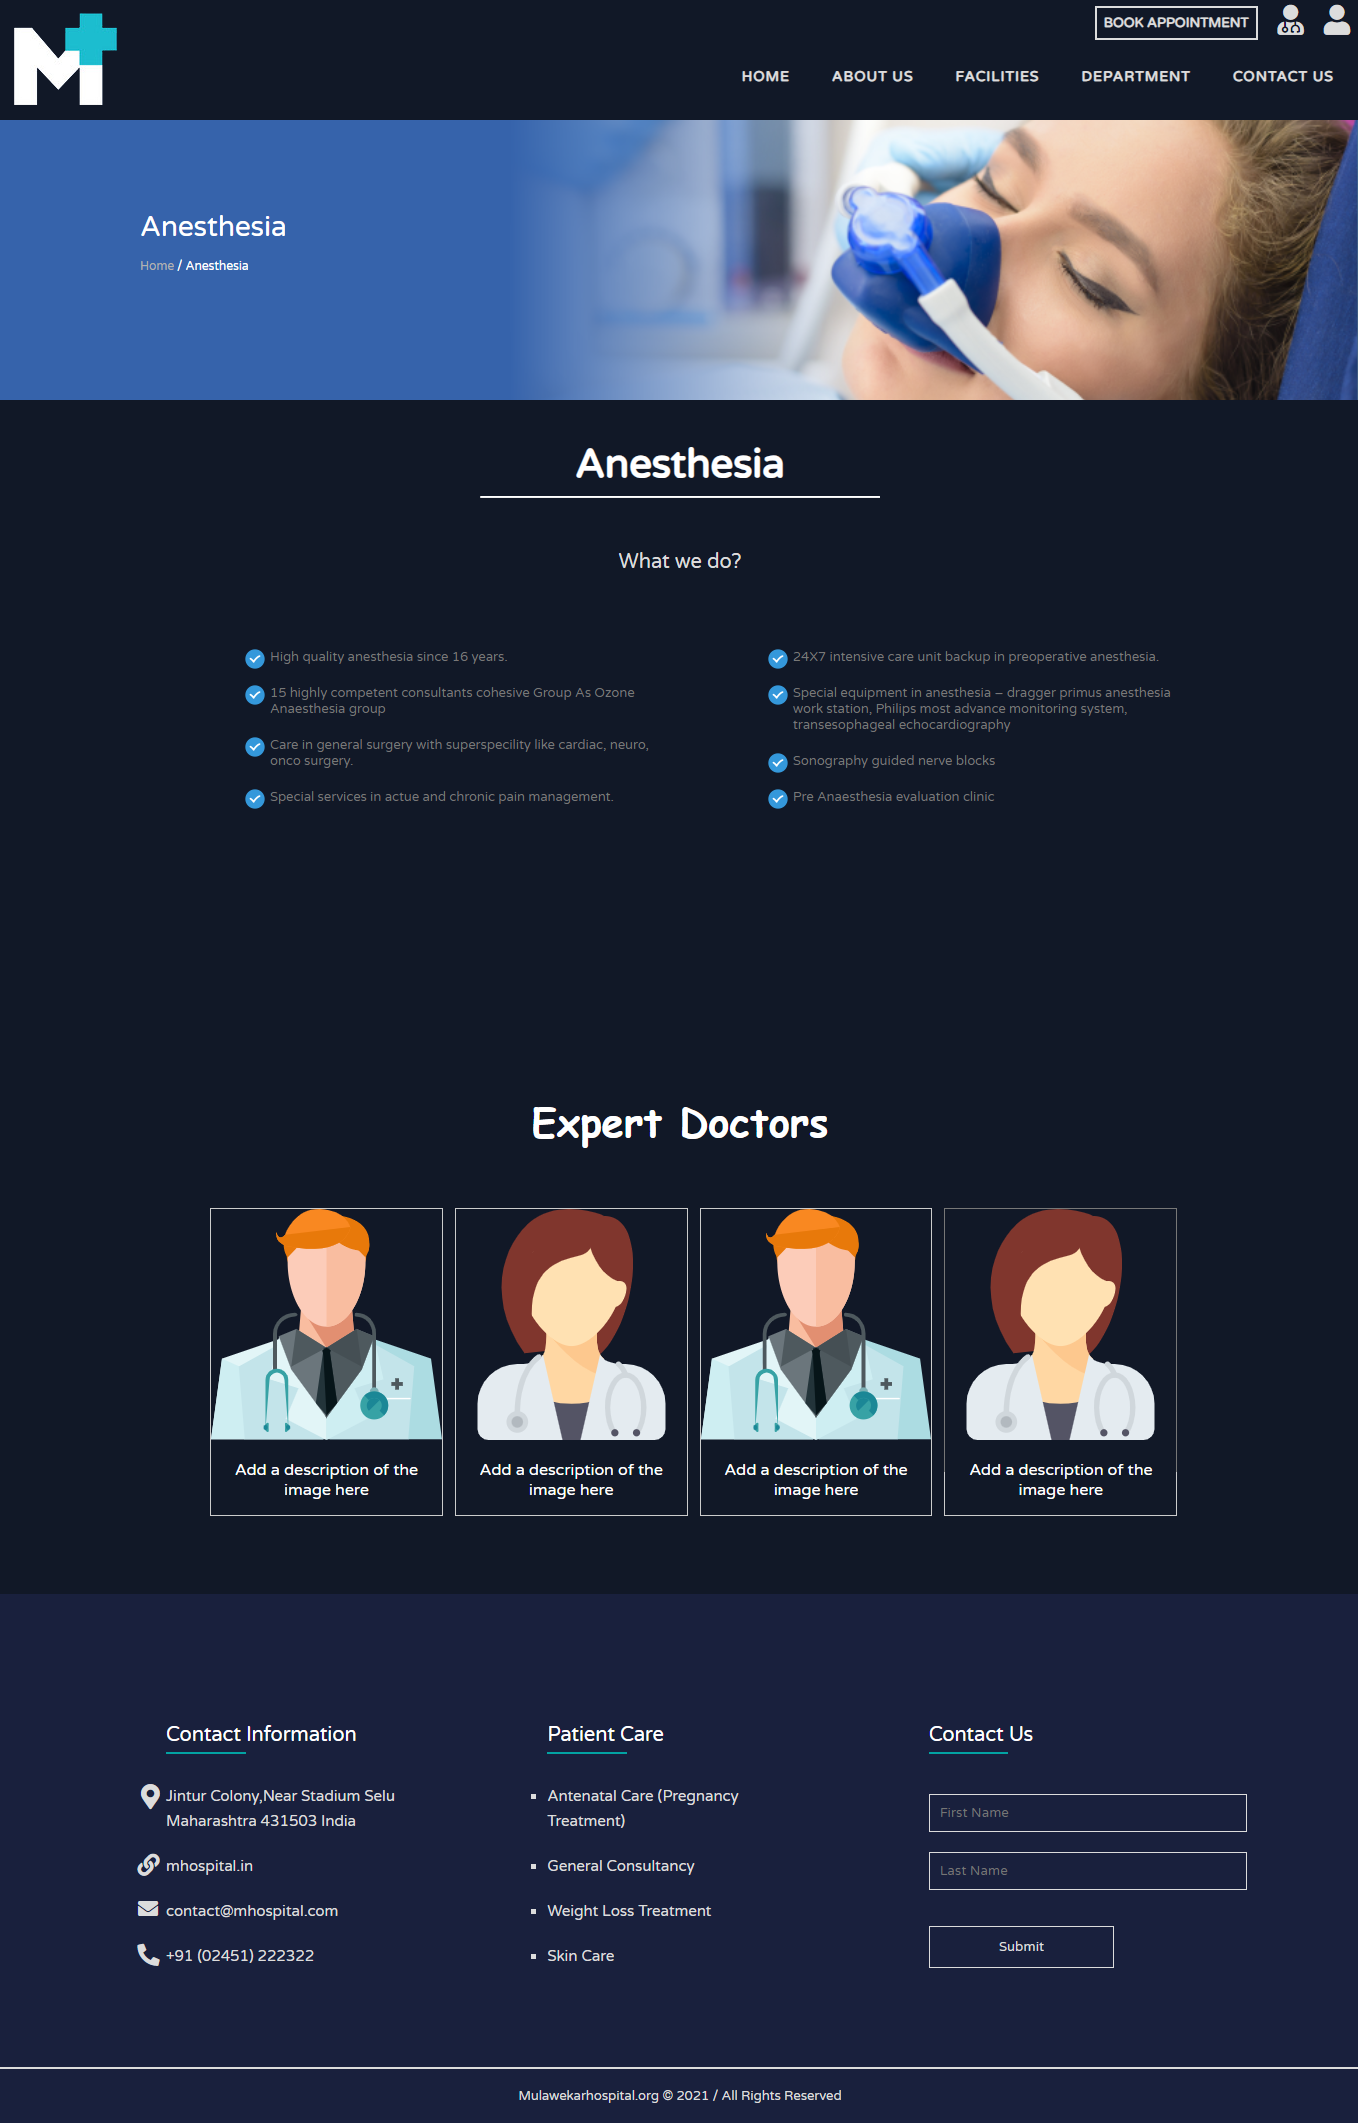 BOOK APPOINTMENT
HOME ABOUT US FACILITIES DEPARTMENT CONTACT US
Anesthesia
Home / Anesthesia
Anesthesia
What we do?
High quality anesthesia since 16 years.
15 highly competent consultants cohesive Group As Ozone
Anaesthesia group
Care in general surgery with superspecility like cardiac, neuro,
onco surgery.
Special services in actue and chronic pain management.
24X7 intensive care unit backup in preoperative anesthesia.
Special equipment in anesthesia – dragger primus anesthesia
work station, Philips most advance monitoring system,
transesophageal echocardiography
Sonography guided nerve blocks
Pre Anaesthesia evaluation clinic
Expert Doctors
Add a description of the
image here
Add a description of the
image here
Add a description of the
image here
Add a description of the
image here
Contact Information
Jintur Colony,Near Stadium Selu
Maharashtra 431503 India
mhospital.in
contact@mhospital.com
+91 (02451) 222322
Patient Care
Antenatal Care (Pregnancy
Treatment)
General Consultancy
Weight Loss Treatment
Skin Care
Contact Us
First Name
Last Name
Submit
Mulawekarhospital.org © 2021 / All Rights Reserved